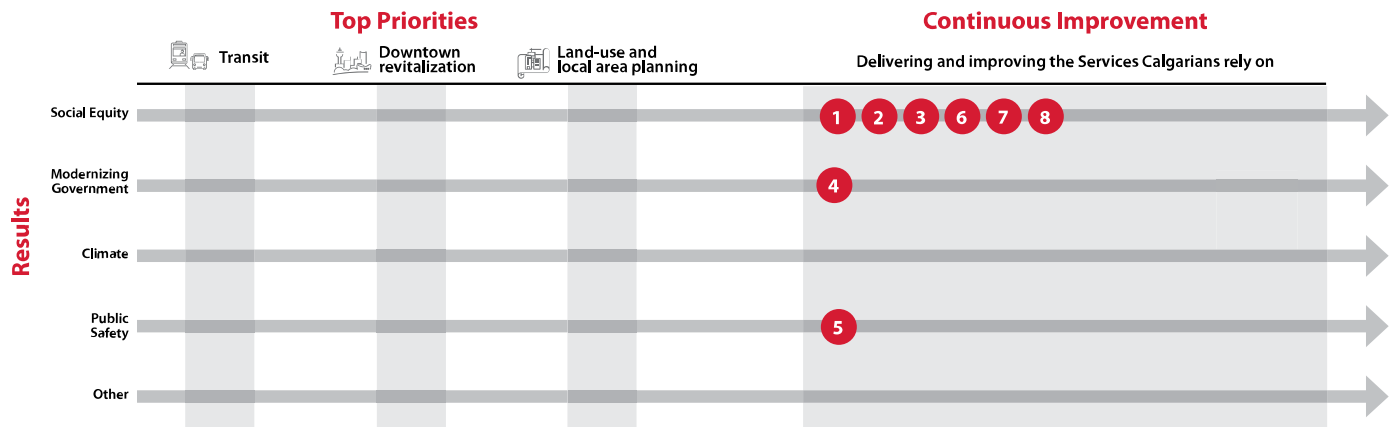 Top Priorities
Continuous Improvement
Transit
Downtown
revitalization
Land-use and
local area planning
Delivering and improving the Services Calgarians rely on
Results
Social Equity
1 2 3 6 7 8
Modernizing
Government
4
Climate
Public
Safety
5
Other